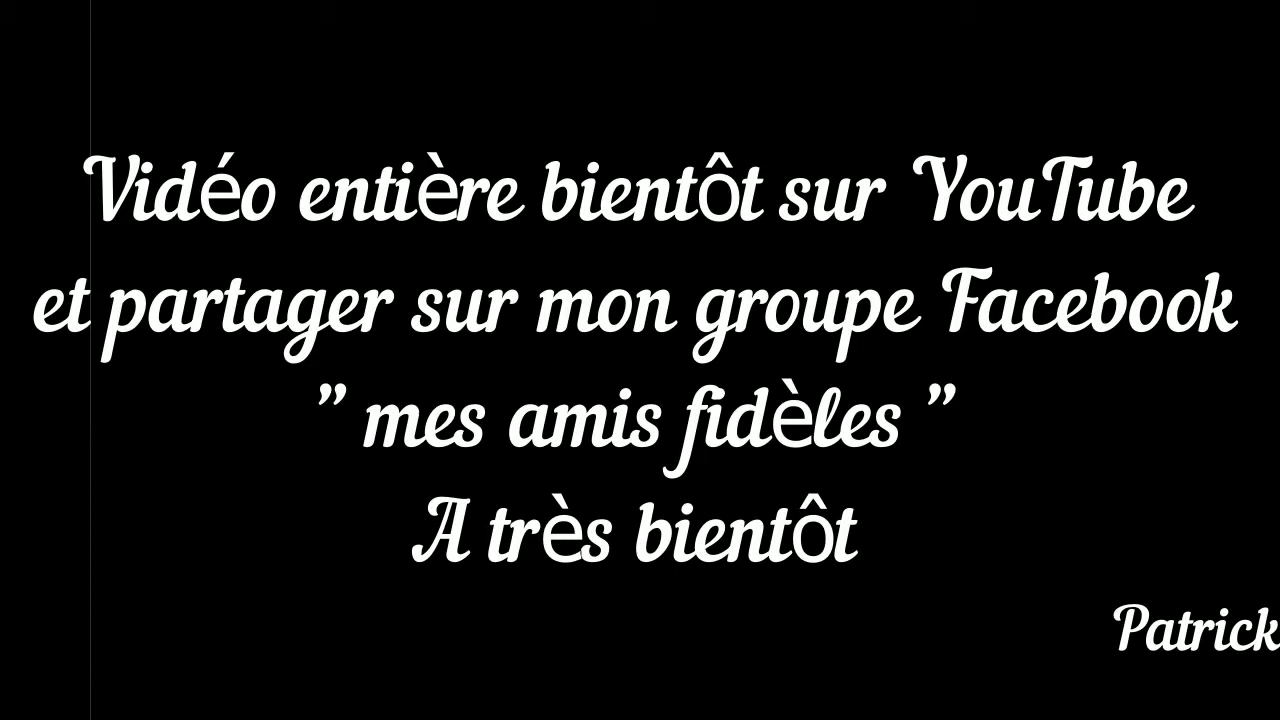 Vidéo entière bientôt sur YouTube
et partager sur mon groupe Facebook
" mes amis fidèles "
A très bientôt
Patrick